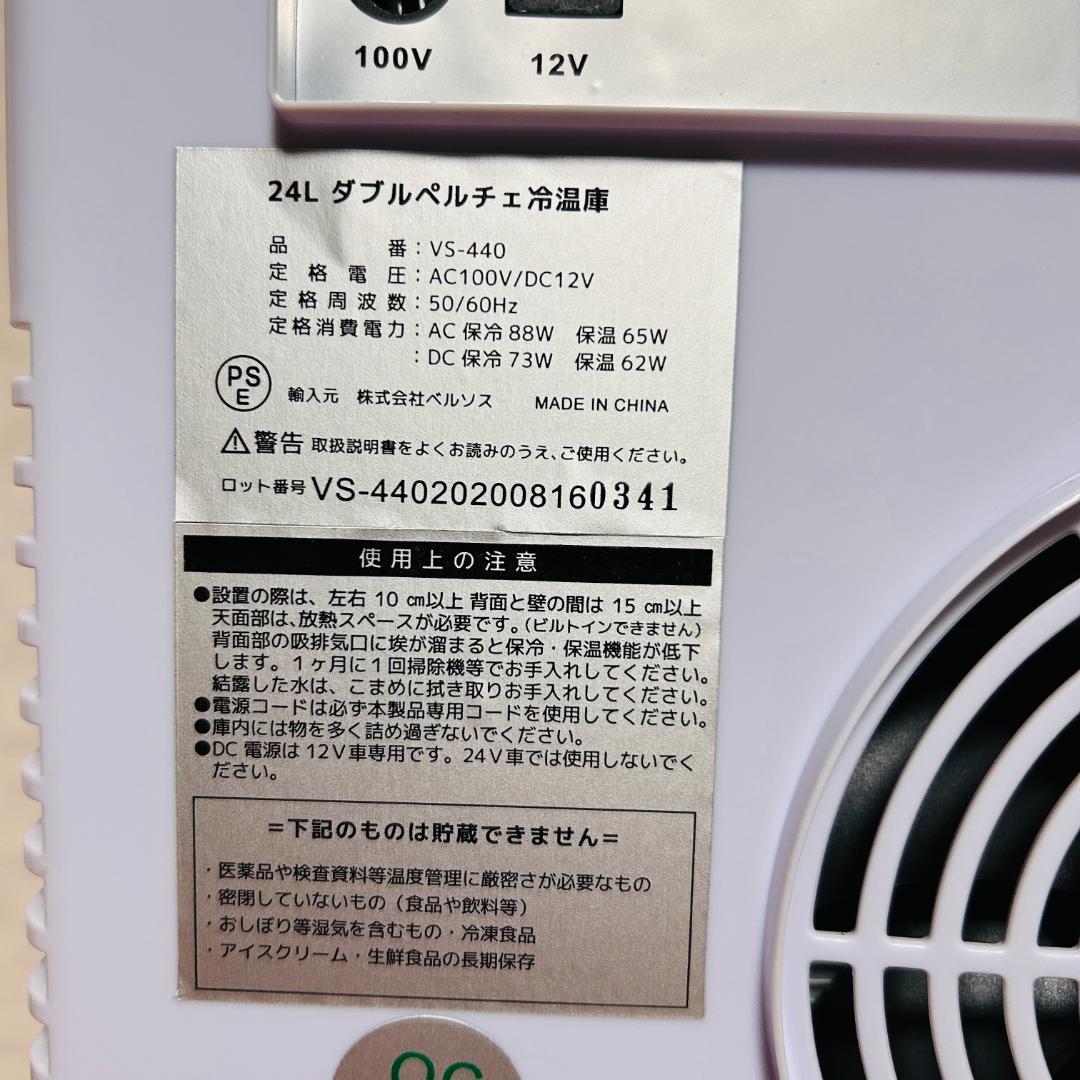 100V 12V
24L ダブルペルチェ冷温庫
品番：VS-440
定格電圧：AC100V/DC12V
定格周波数：50/60Hz
定格消費電力：AC 保冷 88W 保温 65W
：DC 保冷 73W 保温 62W
PSE 輸入元 株式会社ベルソス MADE IN CHINA
警告 取扱説明書をよくお読みのうえ、ご使用ください。
ロット番号 VS-440202008160341
使用上の注意
●設置の際は、左右 10 ㎝以上 背面と壁の間は 15 ㎝以上
天面部は、放熱スペースが必要です。（ビルトインできません）
背面部の吸排気口に埃が溜まると保冷・保温機能が低下
します。1ヶ月に1回掃除機等でお手入れしてください。
結露した水は、こまめに拭き取りお手入れしてください。
●電源コードは必ず本製品専用コードを使用してください。
●庫内には物を多く詰め過ぎないでください。
●DC 電源は 12V車専用です。24V車では使用しないでく
ださい。
=下記のものは貯蔵できません=
・医薬品や検査資料等温度管理に厳密さが必要なもの
・密閉していないもの（食品や飲料等）
・おしぼり等湿気を含むもの・冷凍食品
・アイスクリーム・生鮮食品の長期保存